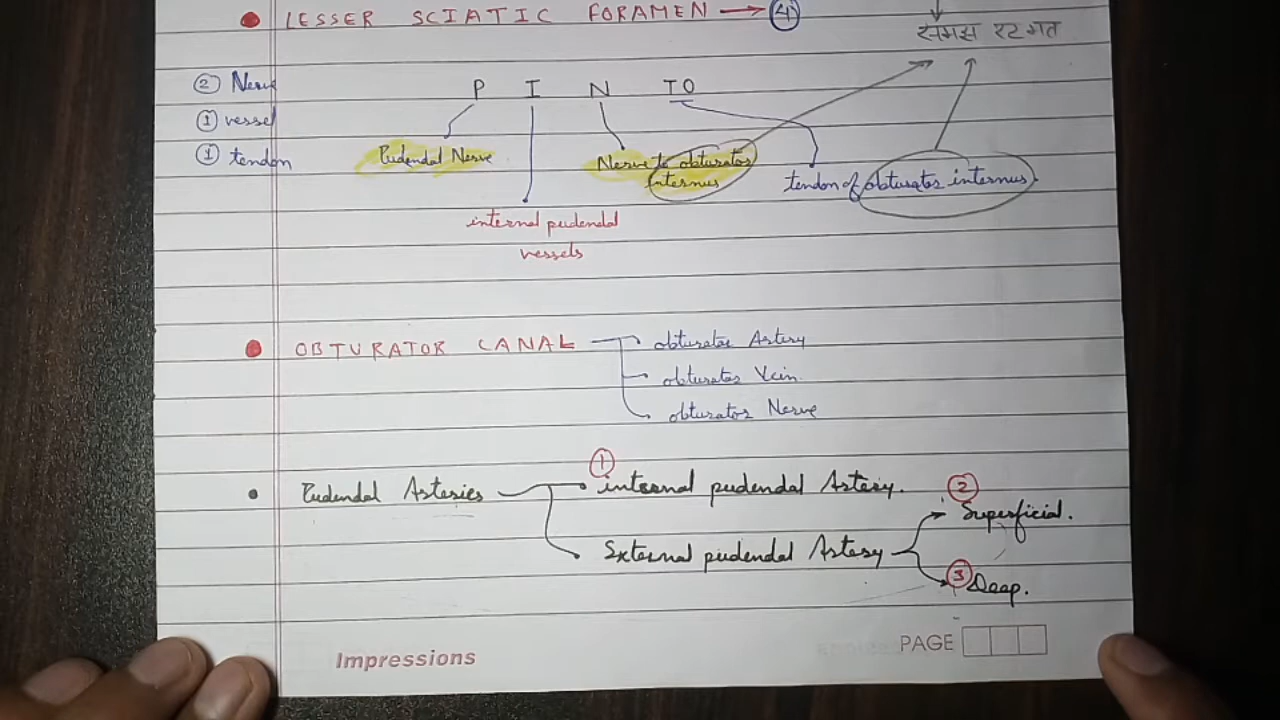 LESSER SCIATIC FORAMEN → ④
② Nerve
① vessel
① tendon
P I N TO
Pudendal Nerve
Nerve to obturator
internus
tendon of obturator internus
internal pudendal
vessels
OBTURATOR CANAL
obturator Artery
obturator Vein
obturator Nerve
Pudendal Arteries
① internal pudendal Artery.
External pudendal Artery
② Superficial.
③ Deep.
Impressions
PAGE